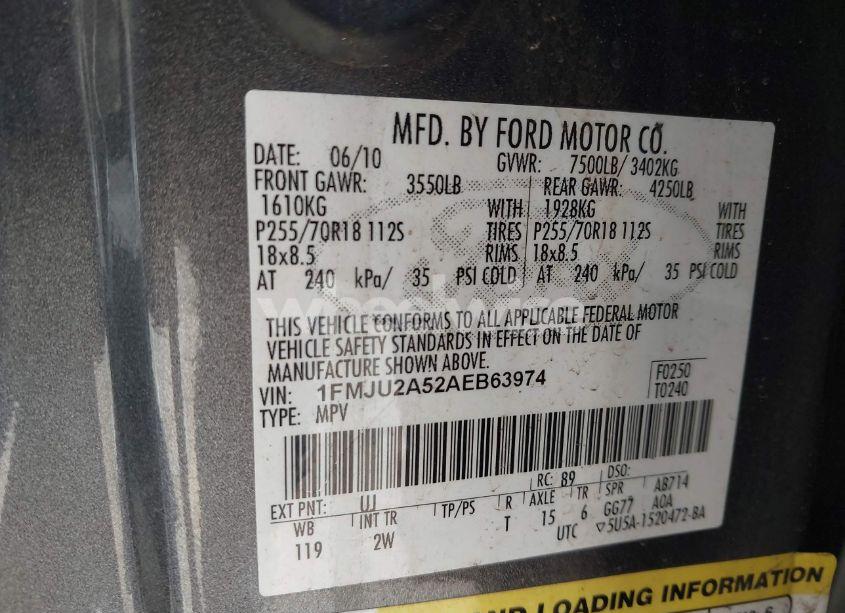 MFD. BY FORD MOTOR CO.
DATE: 06/10 GVWR: 7500LB/ 3402KG
FRONT GAWR: 3550LB REAR GAWR: 4250LB
1610KG WITH 1928KG WITH
P255/70R18 112S TIRES P255/70R18 112S TIRES
18x8.5 RIMS 18x8.5 RIMS
AT 240 kPa/ 35 PSI COLD AT 240 kPa/ 35 PSI COLD
THIS VEHICLE CONFORMS TO ALL APPLICABLE FEDERAL MOTOR
VEHICLE SAFETY STANDARDS IN EFFECT ON THE DATE OF
MANUFACTURE SHOWN ABOVE.
VIN: 1FMJU2A52AEB63974 F0250
TYPE: MPV T0240
RC: 89 DSO:
EXT PNT: UJ
WB INT TR TP/PS R AXLE TR SPR AB714
119 2W T 15 6 GG77 AOA
UTC ▽5U5A-1520472-BA
AND LOADING INFORMATION